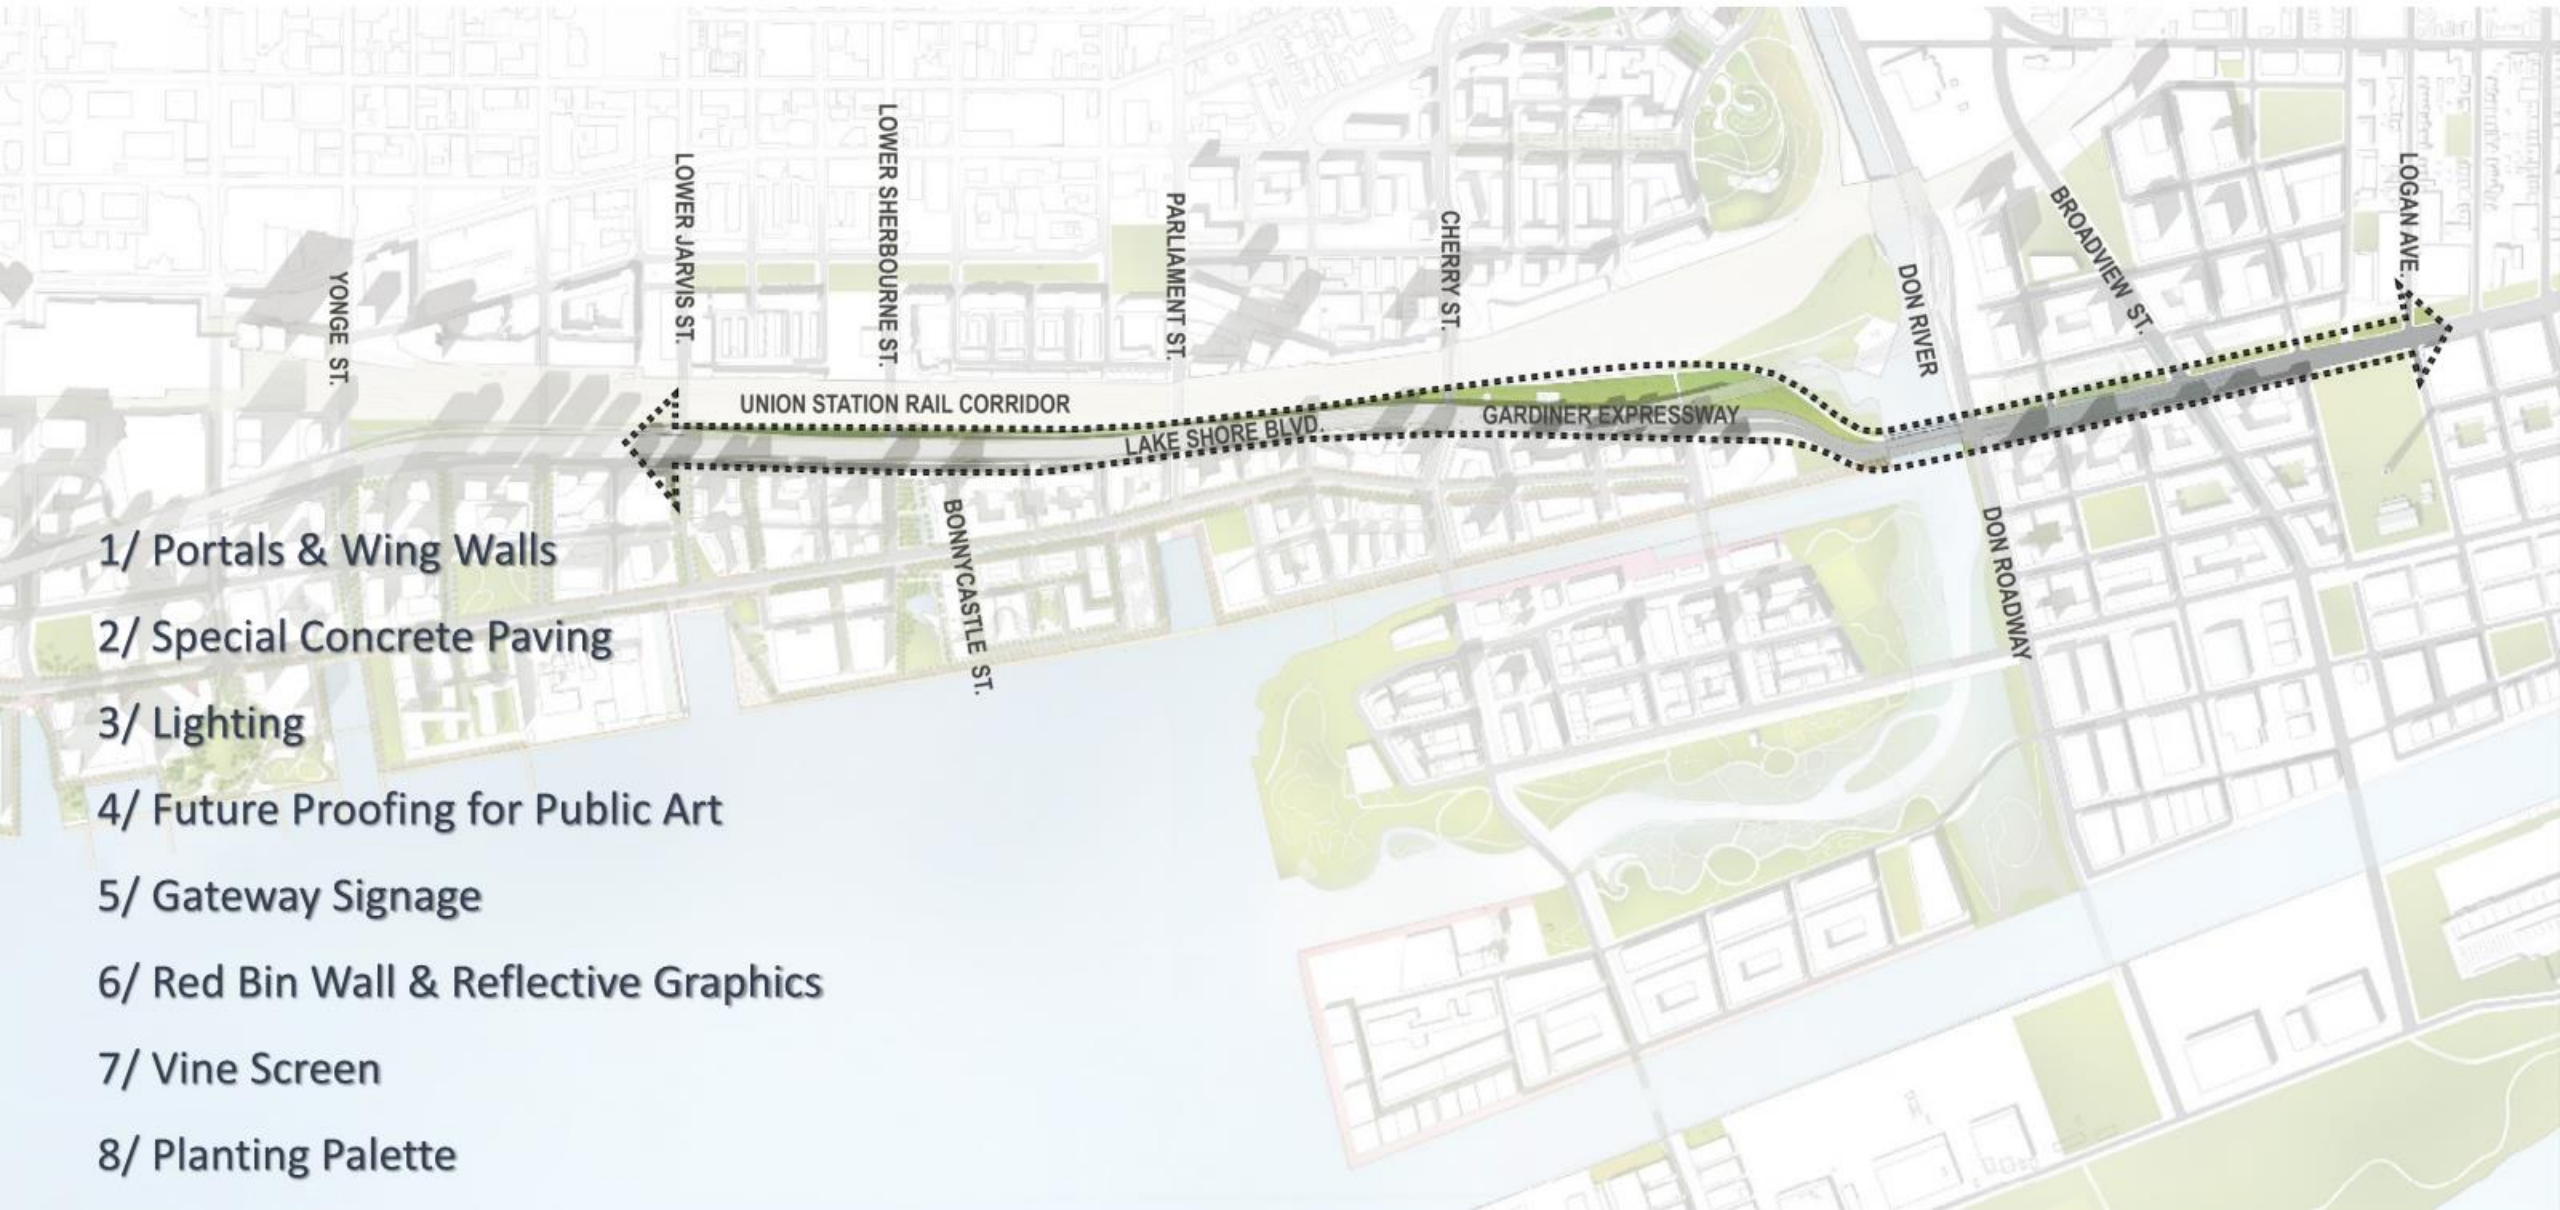 YONGE ST.
LOWER JARVIS ST.
LOWER SHERBOURNE ST.
PARLIAMENT ST.
CHERRY ST.
DON RIVER
BROADVIEW ST.
LOGAN AVE.
UNION STATION RAIL CORRIDOR
LAKE SHORE BLVD.
GARDINER EXPRESSWAY
BONNYCASTLE ST.
DON ROADWAY
1/ Portals & Wing Walls
2/ Special Concrete Paving
3/ Lighting
4/ Future Proofing for Public Art
5/ Gateway Signage
6/ Red Bin Wall & Reflective Graphics
7/ Vine Screen
8/ Planting Palette